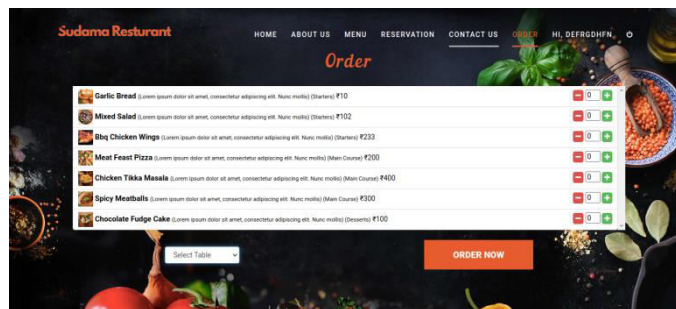 Sudama Resturant
HOME ABOUT US MENU RESERVATION CONTACT US ORDER HI, DEFRGDHFN
Order
Garlic Bread (Lorem ipsum dolor sit amet, consectetur adipiscing elit. Nunc mollis) (Starters) ₹10 0
Mixed Salad (Lorem ipsum dolor sit amet, consectetur adipiscing elit. Nunc mollis) (Starters) ₹102 0
Bbq Chicken Wings (Lorem ipsum dolor sit amet, consectetur adipiscing elit. Nunc mollis) (Starters) ₹233 0
Meat Feast Pizza (Lorem ipsum dolor sit amet, consectetur adipiscing elit. Nunc mollis) (Main Course) ₹200 0
Chicken Tikka Masala (Lorem ipsum dolor sit amet, consectetur adipiscing elit. Nunc mollis) (Main Course) ₹400 0
Spicy Meatballs (Lorem ipsum dolor sit amet, consectetur adipiscing elit. Nunc mollis) (Main Course) ₹300 0
Chocolate Fudge Cake (Lorem ipsum dolor sit amet, consectetur adipiscing elit. Nunc mollis) (Desserts) ₹100 0
Select Table ORDER NOW